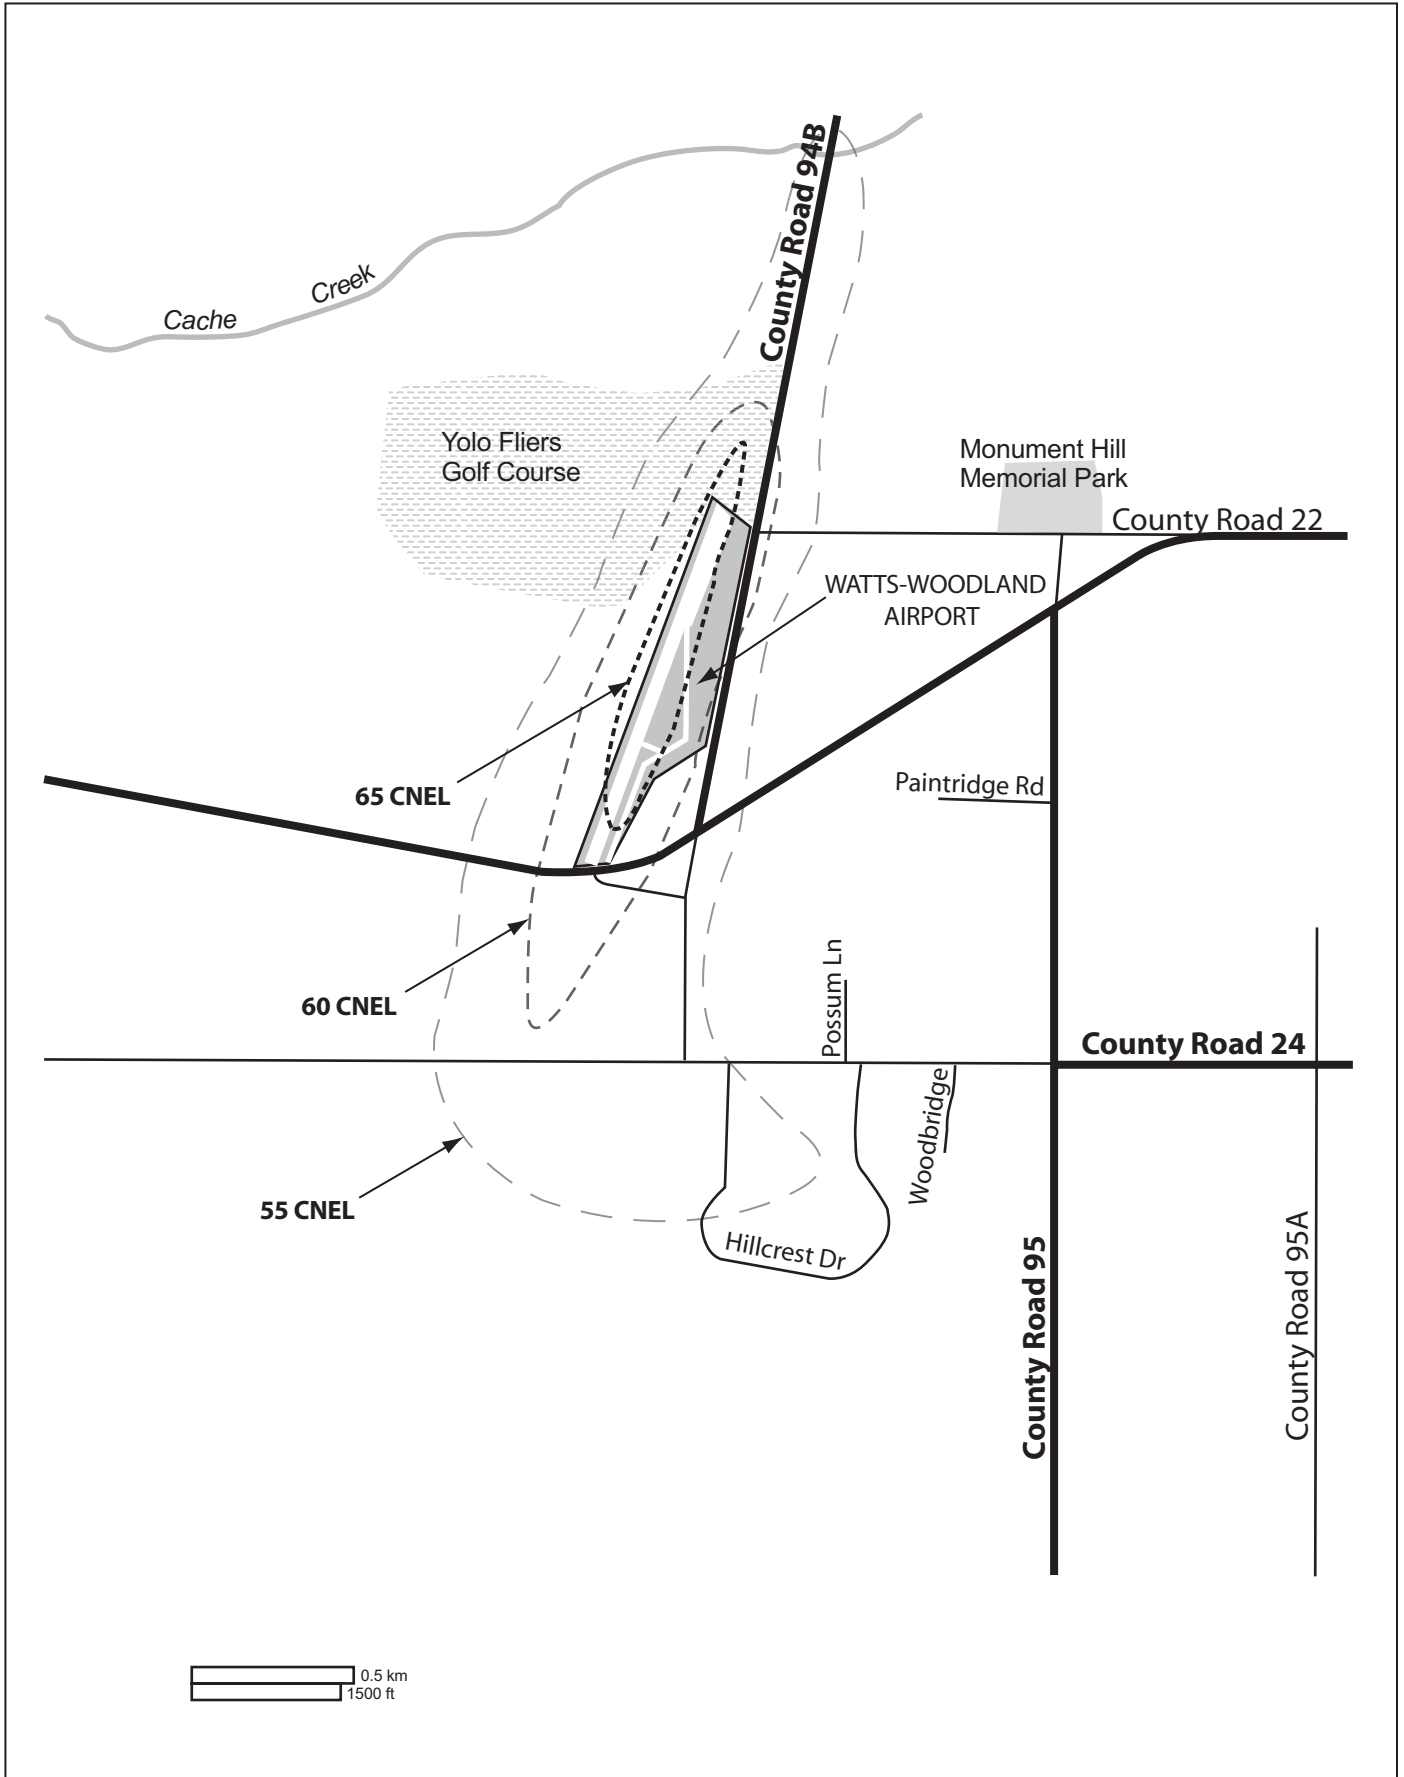 County Road 94B
Creek
Cache
Yolo Fliers
Golf Course
Monument Hill
Memorial Park
County Road 22
WATTS-WOODLAND
AIRPORT
65 CNEL
Paintridge Rd
60 CNEL
Possum Ln
County Road 24
Woodbridge
55 CNEL
Hillcrest Dr
County Road 95
County Road 95A
0.5 km
1500 ft